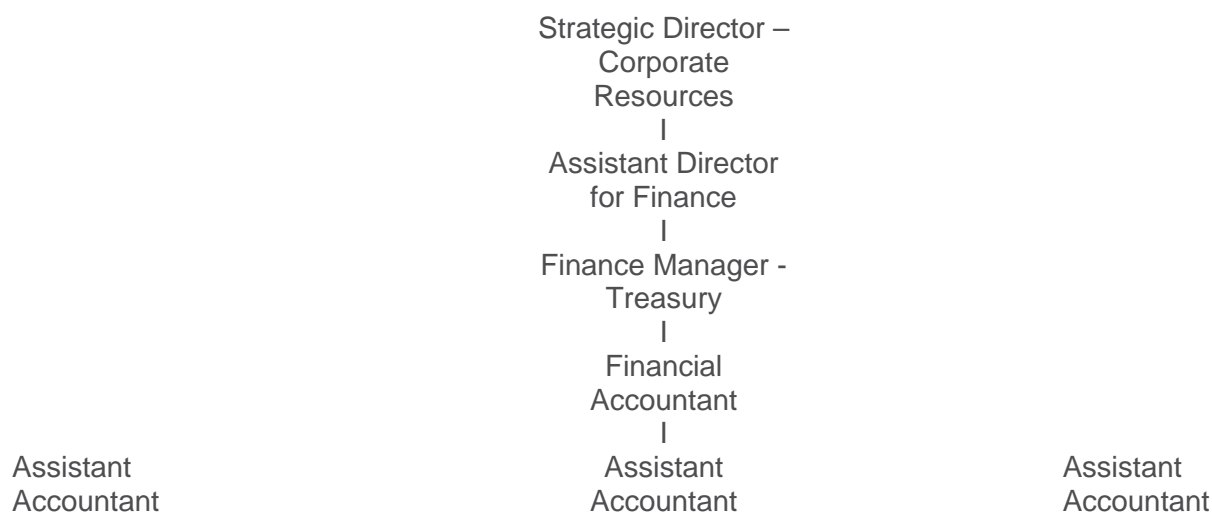 Strategic Director –
Corporate
Resources
I
Assistant Director
for Finance
I
Finance Manager -
Treasury
I
Financial
Accountant
I
Assistant Assistant Assistant
Accountant Accountant Accountant